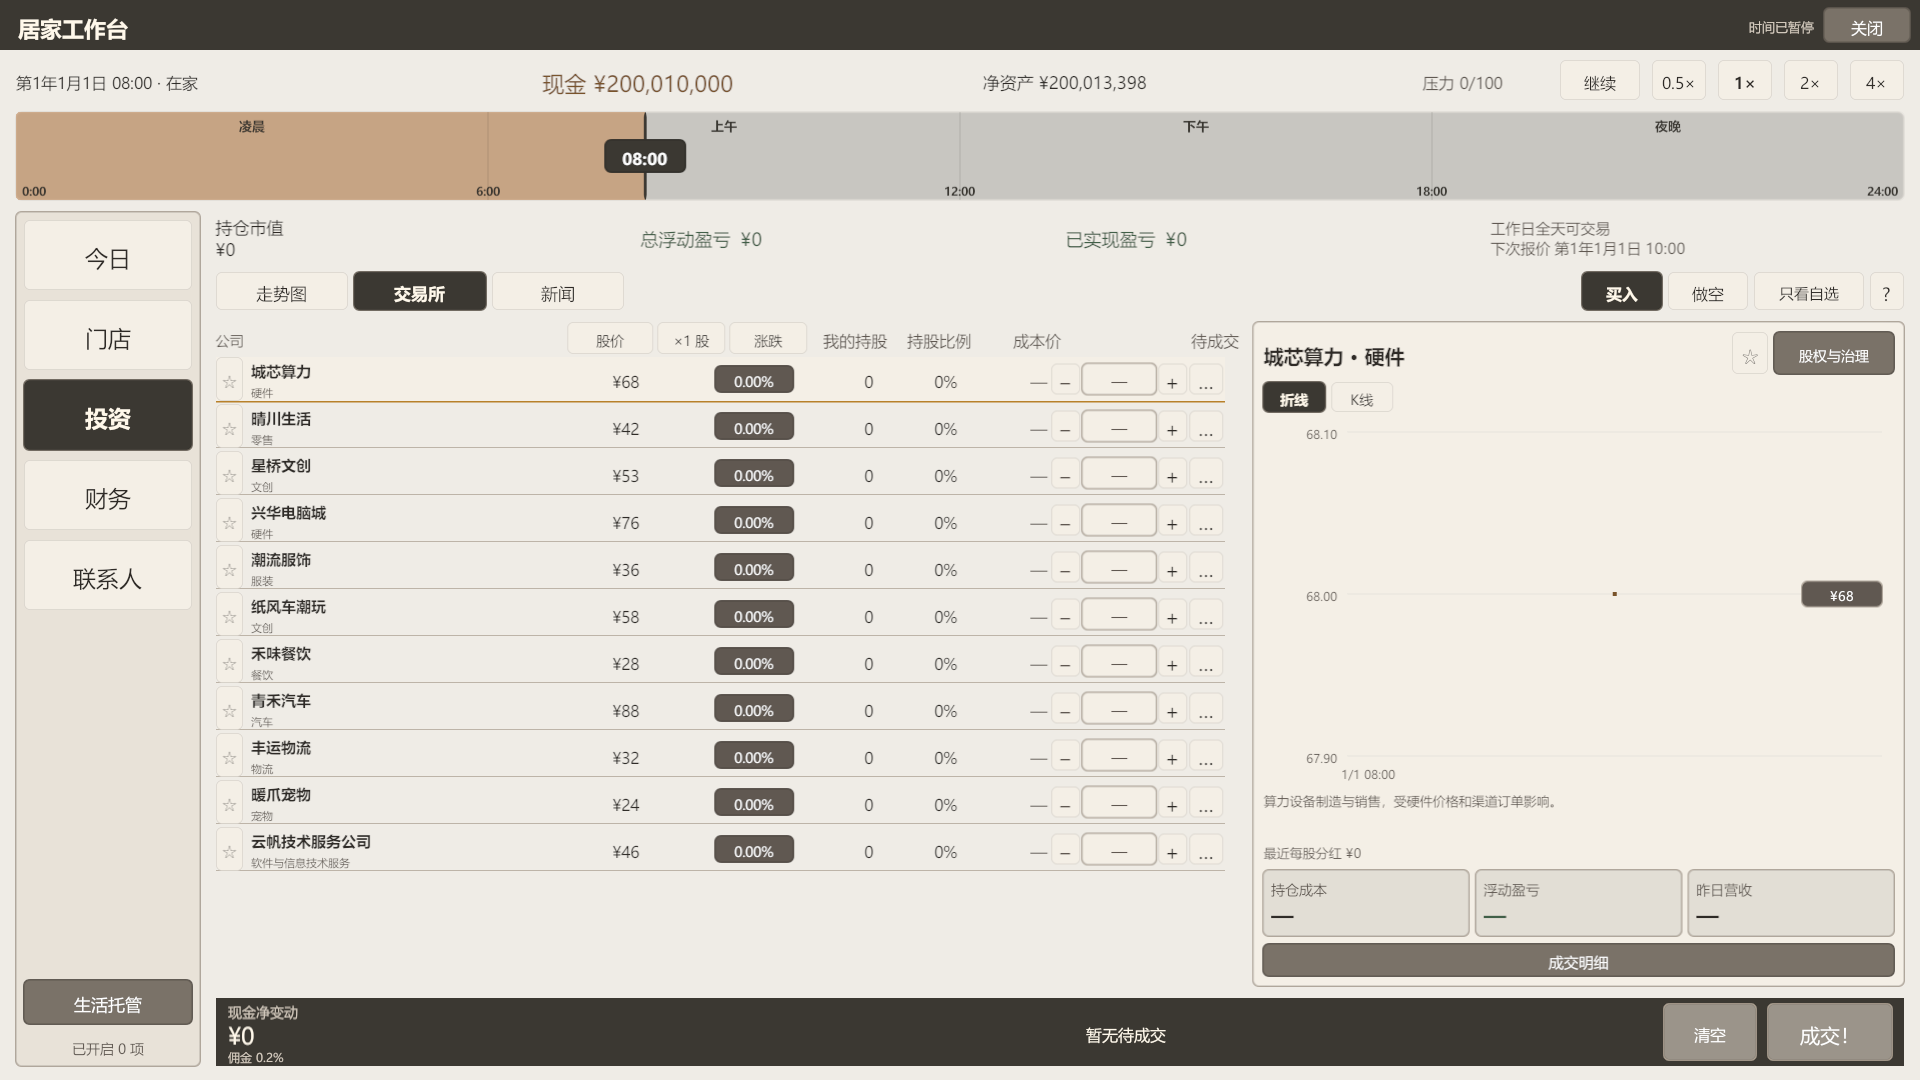 居家工作台
时间已暂停
关闭
第1年1月1日 08:00 · 在家
现金 ¥200,010,000
净资产 ¥200,013,398
压力 0/100
继续
0.5×
1×
2×
4×
凌晨
上午
下午
夜晚
08:00
0:00
6:00
12:00
18:00
24:00
今日
门店
投资
财务
联系人
生活托管
已开启 0 项
持仓市值
¥0
总浮动盈亏 ¥0
已实现盈亏 ¥0
工作日全天可交易
下次报价 第1年1月1日 10:00
走势图
交易所
新闻
买入
做空
只看自选
?
公司 股价 ×1 股 涨跌 我的持股 持股比例 成本价 待成交
☆ 城芯算力 ¥68 0.00% 0 0% — – — + ...
硬件
☆ 晴川生活 ¥42 0.00% 0 0% — – — + ...
零售
☆ 星桥文创 ¥53 0.00% 0 0% — – — + ...
文创
☆ 兴华电脑城 ¥76 0.00% 0 0% — – — + ...
硬件
☆ 潮流服饰 ¥36 0.00% 0 0% — – — + ...
服装
☆ 纸风车潮玩 ¥58 0.00% 0 0% — – — + ...
文创
☆ 禾味餐饮 ¥28 0.00% 0 0% — – — + ...
餐饮
☆ 青禾汽车 ¥88 0.00% 0 0% — – — + ...
汽车
☆ 丰运物流 ¥32 0.00% 0 0% — – — + ...
物流
☆ 暖爪宠物 ¥24 0.00% 0 0% — – — + ...
宠物
☆ 云帆技术服务公司 ¥46 0.00% 0 0% — – — + ...
软件与信息技术服务
城芯算力 • 硬件
☆
股权与治理
折线
K线
68.10
68.00
¥68
67.90
1/1 08:00
算力设备制造与销售，受硬件价格和渠道订单影响。
最近每股分红 ¥0
持仓成本
—
浮动盈亏
—
昨日营收
—
成交明细
现金净变动
¥0
佣金 0.2%
暂无待成交
清空
成交！